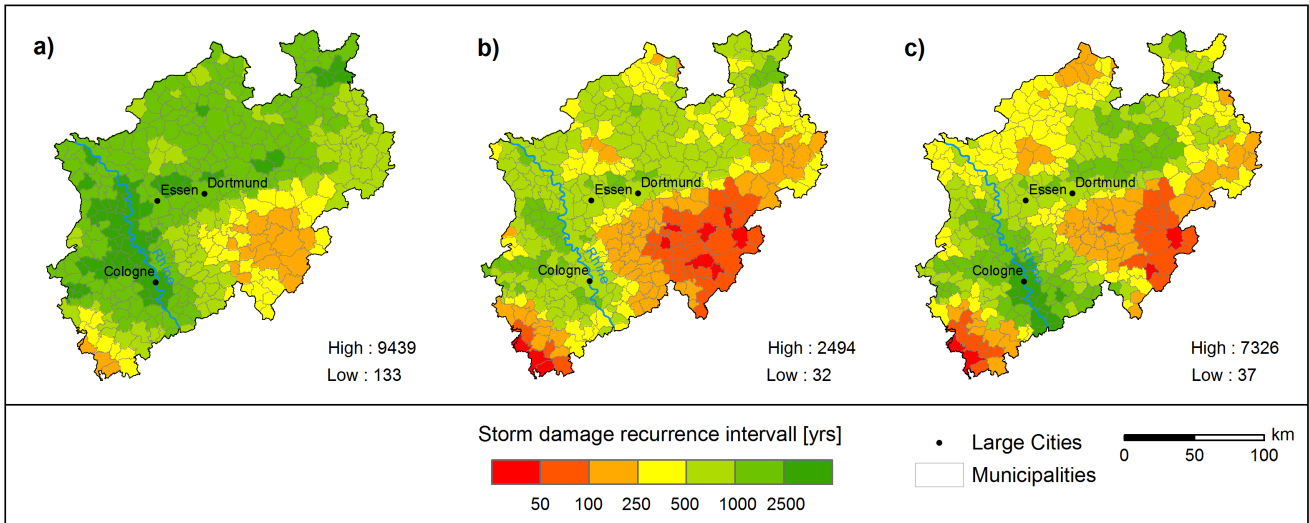 a)
Essen
Dortmund
Cologne
Rhine
High : 9439
Low : 133
b)
Essen
Dortmund
Cologne
Rhine
High : 2494
Low : 32
c)
Essen
Dortmund
Cologne
Rhine
High : 7326
Low : 37
Storm damage recurrence intervall [yrs]
50 100 250 500 1000 2500
Large Cities
Municipalities
km
0 50 100